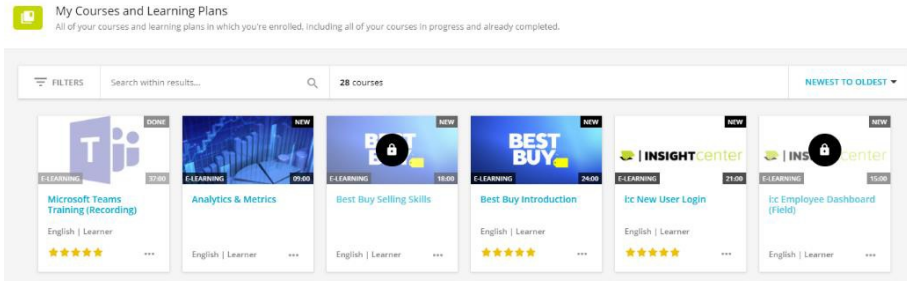 My Courses and Learning Plans
All of your courses and learning plans in which you're enrolled, including all of your courses in progress and already completed.
FILTERS Search within results... 28 courses NEWEST TO OLDEST
DONE
T
E-LEARNING 37:00
Microsoft Teams
Training (Recording)
English | Learner
NEW
E-LEARNING 09:00
Analytics & Metrics
English | Learner
NEW
E-LEARNING 18:00
Best Buy Selling Skills
English | Learner
NEW
BEST
BUY
E-LEARNING 24:00
Best Buy Introduction
English | Learner
NEW
INSIGHTcenter
E-LEARNING 21:00
i:c New User Login
English | Learner
NEW
INS center
E-LEARNING 15:00
i:c Employee Dashboard
(Field)
English | Learner